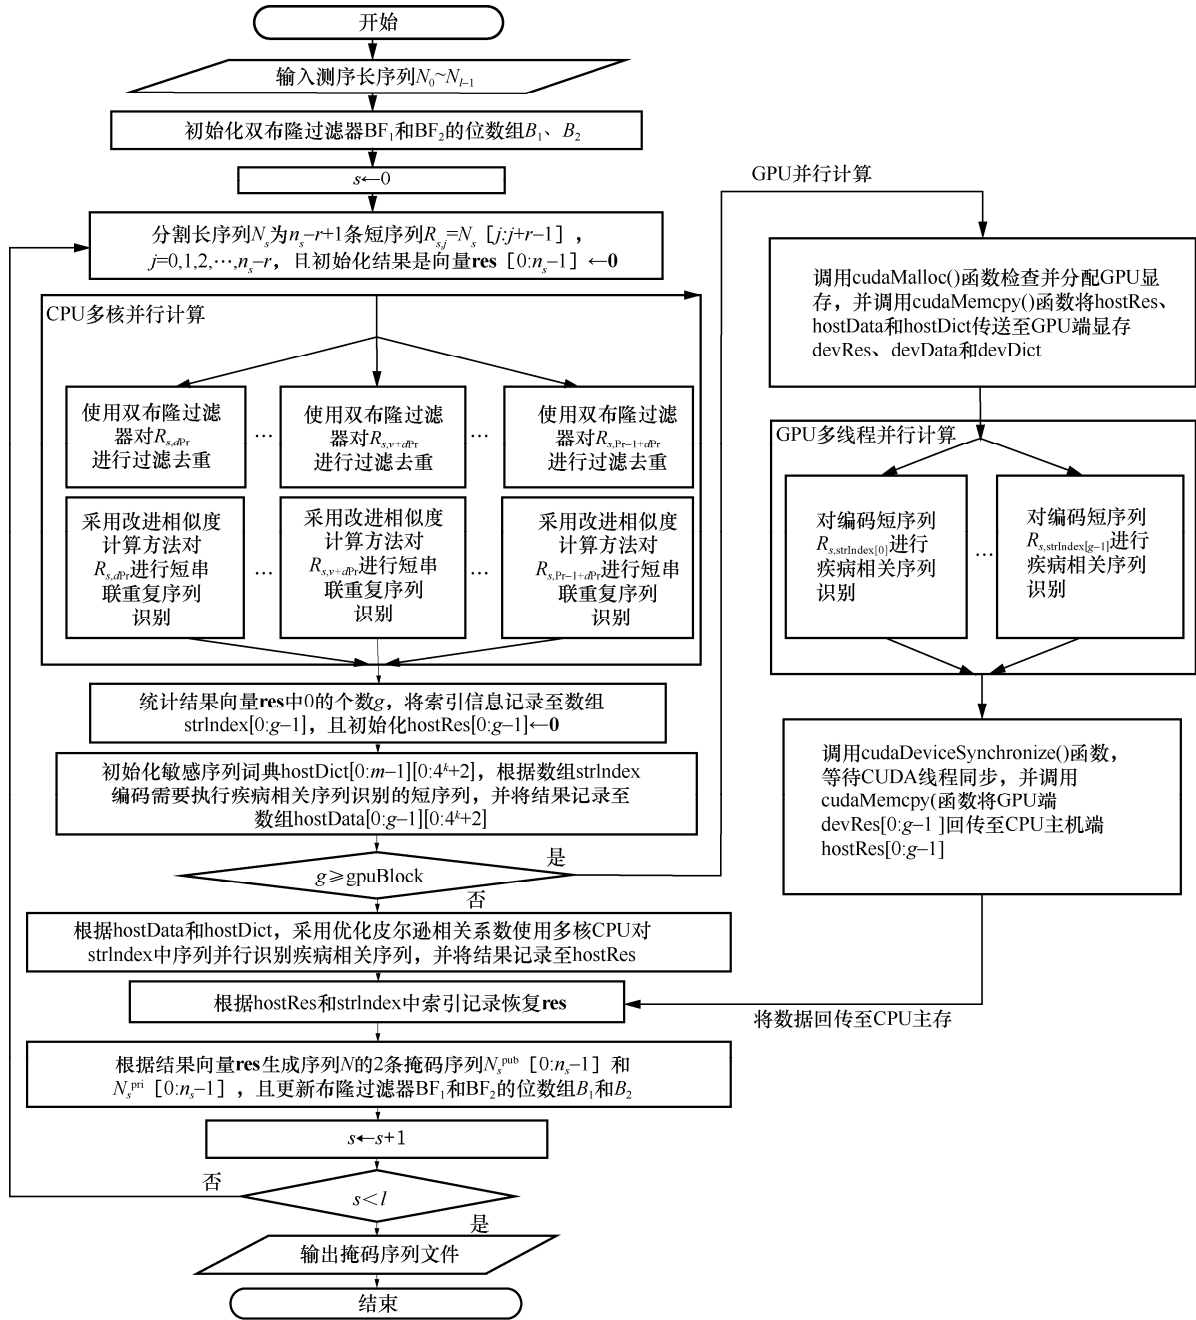 开始
输入测序长序列N₀~Nₗ₋₁
初始化双布隆过滤器BF₁和BF₂的位数组B₁、B₂
s←0
分割长序列Nₛ为nₛ–r+1条短序列Rₛ,ⱼ=Nₛ［j:j+r–1］，
j=0,1,2,⋯,nₛ–r，且初始化结果是向量res［0:nₛ–1］←0
CPU多核并行计算
使用双布隆过滤
器对R_{s,dPr}
进行过滤去重
…
使用双布隆过滤
器对R_{s,v+dPr}
进行过滤去重
…
使用双布隆过滤
器对R_{s,Pr–1+dPr}
进行过滤去重
采用改进相似度
计算方法对
R_{s,dPr}进行短串
联重复序列
识别
…
采用改进相似度
计算方法对
R_{s,v+dPr}进行短串
联重复序列
识别
…
采用改进相似度
计算方法对
R_{s,Pr–1+dPr}进行短串
联重复序列
识别
统计结果向量res中0的个数g，将索引信息记录至数组
strIndex[0:g–1]，且初始化hostRes[0:g–1]←0
初始化敏感序列词典hostDict[0:m–1][0:4ᵏ+2]，根据数组strIndex
编码需要执行疾病相关序列识别的短序列，并将结果记录至
数组hostData[0:g–1][0:4ᵏ+2]
g≥gpuBlock
是
否
根据hostData和hostDict，采用优化皮尔逊相关系数使用多核CPU对
strIndex中序列并行识别疾病相关序列，并将结果记录至hostRes
根据hostRes和strIndex中索引记录恢复res
根据结果向量res生成序列N的2条掩码序列Nₛᵖᵘᵇ［0:nₛ–1］和
Nₛᵖʳⁱ［0:nₛ–1］，且更新布隆过滤器BF₁和BF₂的位数组B₁和B₂
s←s+1
否
s<l
是
输出掩码序列文件
结束
GPU并行计算
调用cudaMalloc()函数检查并分配GPU显
存，并调用cudaMemcpy()函数将hostRes、
hostData和hostDict传送至GPU端显存
devRes、devData和devDict
GPU多线程并行计算
对编码短序列
R_{s,strIndex[0]}进行
疾病相关序列
识别
…
对编码短序列
R_{s,strIndex[g–1]}进行
疾病相关序列
识别
调用cudaDeviceSynchronize()函数，
等待CUDA线程同步，并调用
cudaMemcpy(函数将GPU端
devRes[0:g–1 ]回传至CPU主机端
hostRes[0:g–1]
将数据回传至CPU主存